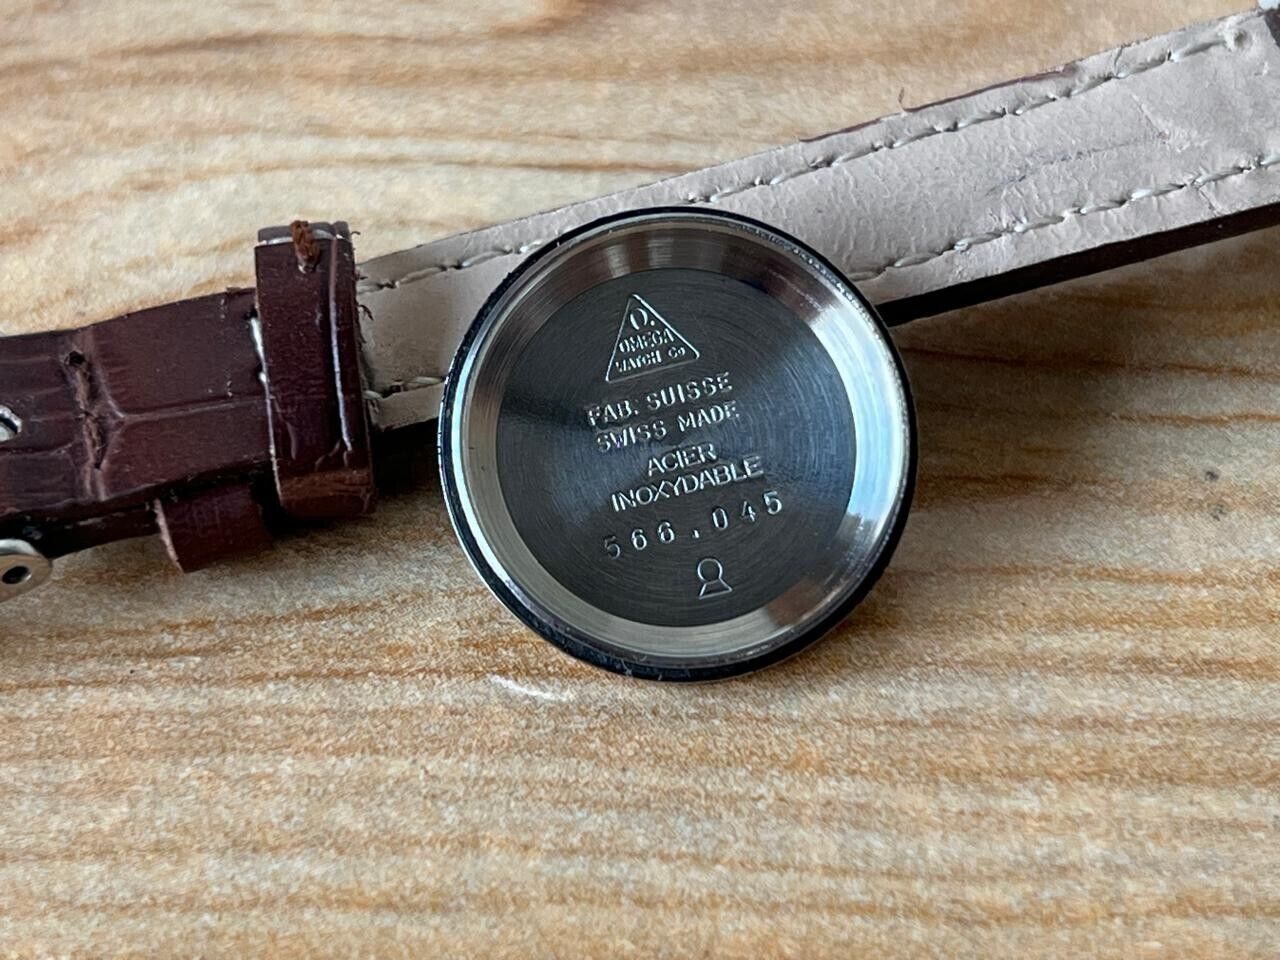 Ω.
OMEGA
WATCH Co
FAB. SUISSE
SWISS MADE
ACIER
INOXYDABLE
566.045